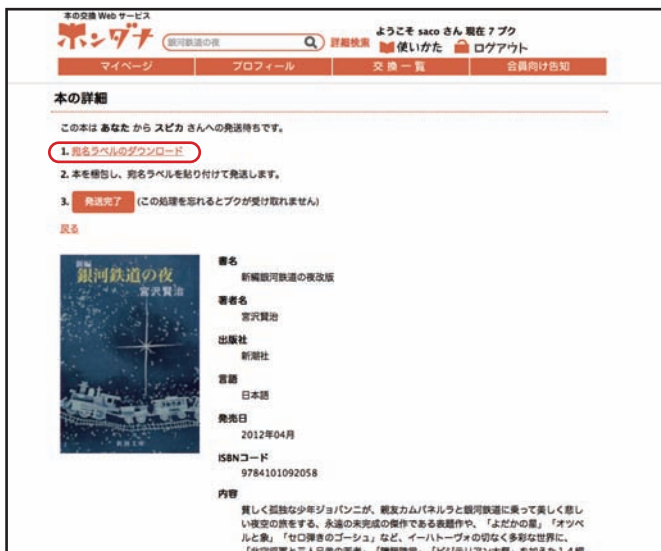 本の交換 Web サービス
ホンダナ
銀河鉄道の夜
詳細検索
ようこそ saco さん 現在 7 ブク
使いかた
ログアウト
マイページ
プロフィール
交換一覧
会員向け告知
本の詳細
この本は あなた から スピカ さんへの発送待ちです。
1. 宛名ラベルのダウンロード
2. 本を梱包し、宛名ラベルを貼り付けて発送します。
3. 発送完了 (この処理を忘れるとブクが受け取れません)
戻る
新編
銀河鉄道の夜
宮沢賢治
新潮文庫
書名
新編銀河鉄道の夜改版
著者名
宮沢賢治
出版社
新潮社
言語
日本語
発売日
2012年04月
ISBNコード
9784101092058
内容
貧しく孤独な少年ジョバンニが、親友カムパネルラと銀河鉄道に乗って美しく悲し
い夜空の旅をする、永遠の未完成の傑作である表題作や、「よだかの星」「オツベ
ルと象」「セロ弾きのゴーシュ」など、イーハトーヴォの切なく多彩な世界に、